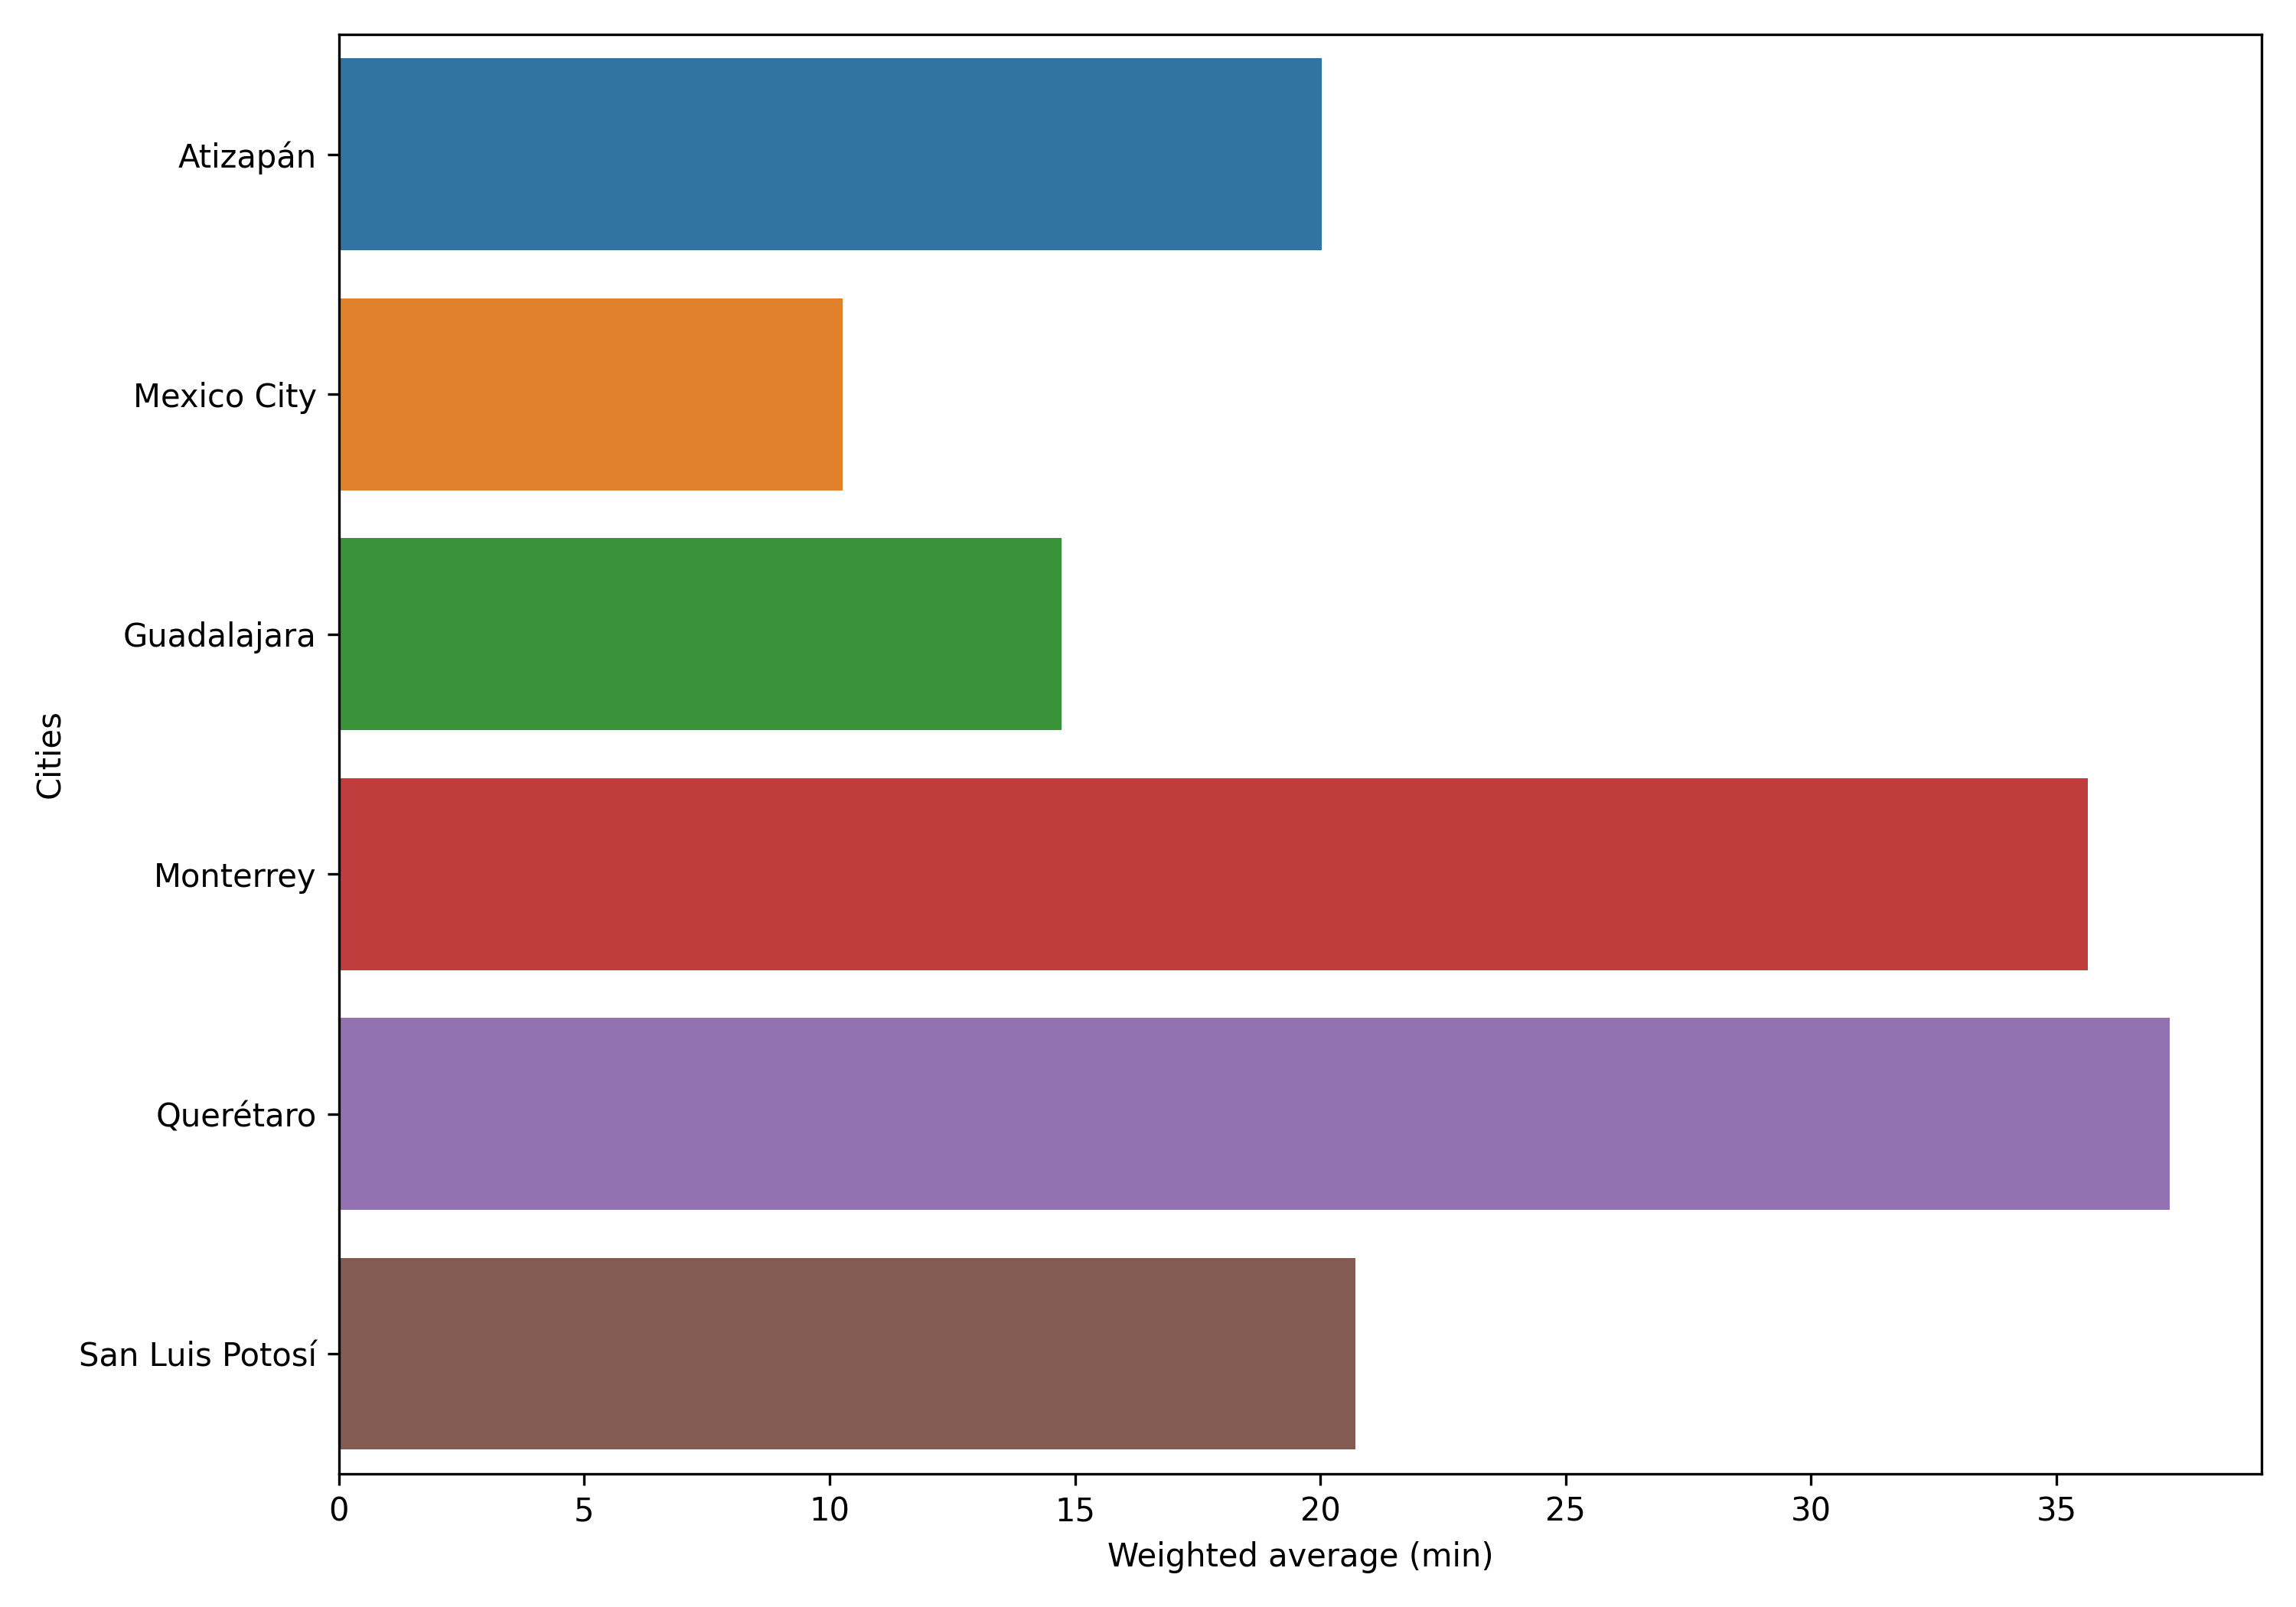 Atizapán
Mexico City
Guadalajara
Cities
Monterrey
Querétaro
San Luis Potosí
0 5 10 15 20 25 30 35
Weighted average (min)